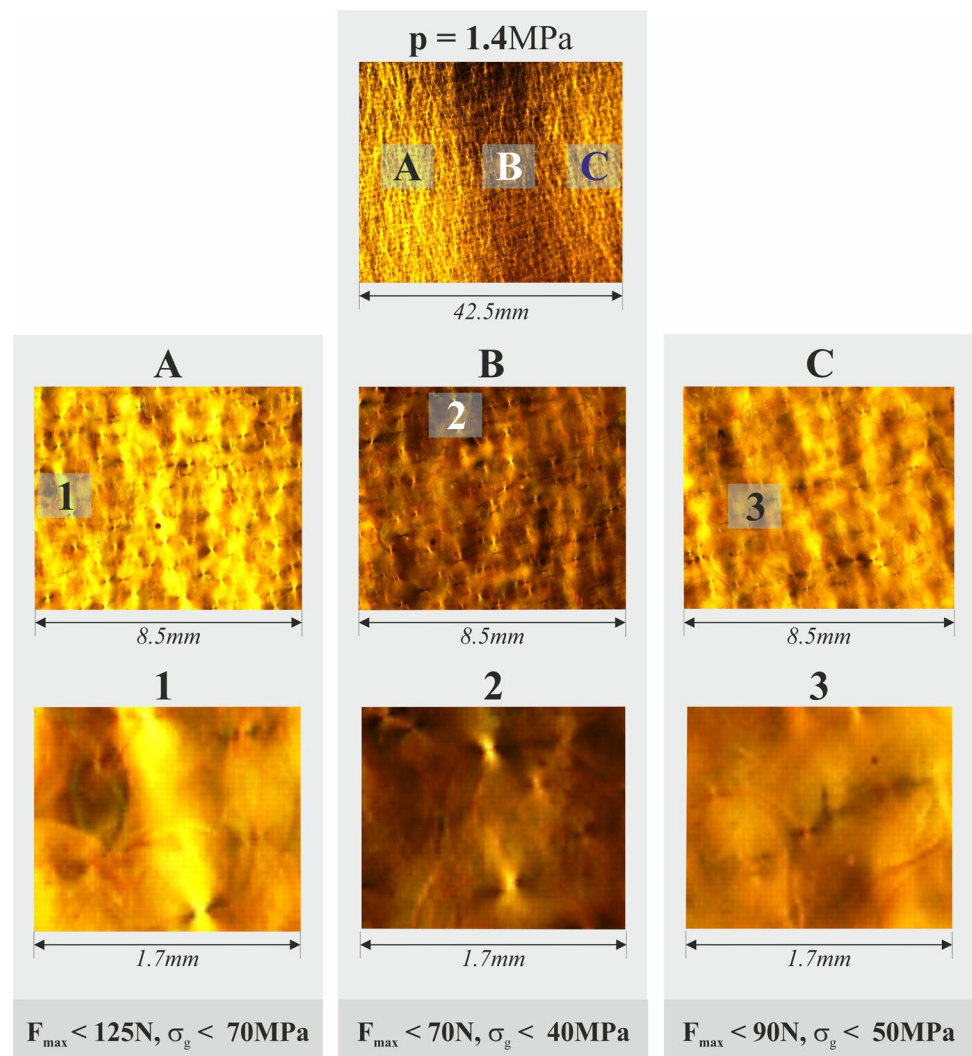 p = 1.4MPa
A B C
42.5mm
A B C
1 2 3
8.5mm 8.5mm 8.5mm
1 2 3
1.7mm 1.7mm 1.7mm
Fmax < 125N, σg < 70MPa Fmax < 70N, σg < 40MPa Fmax < 90N, σg < 50MPa